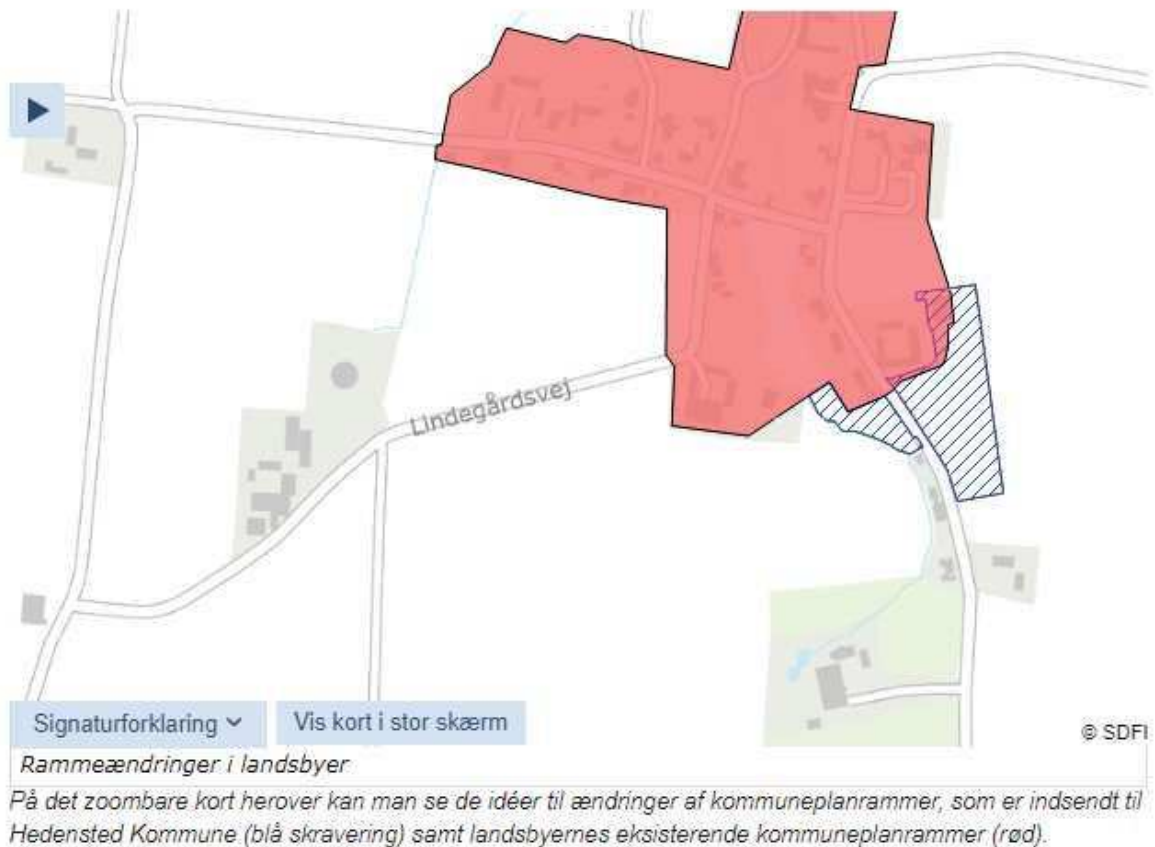 Lindegårdsvej
Signaturforklaring
Vis kort i stor skærm
© SDFI
Rammeændringer i landsbyer
På det zoombare kort herover kan man se de idéer til ændringer af kommuneplanrammer, som er indsendt til
Hedensted Kommune (blå skravering) samt landsbyernes eksisterende kommuneplanrammer (rød).